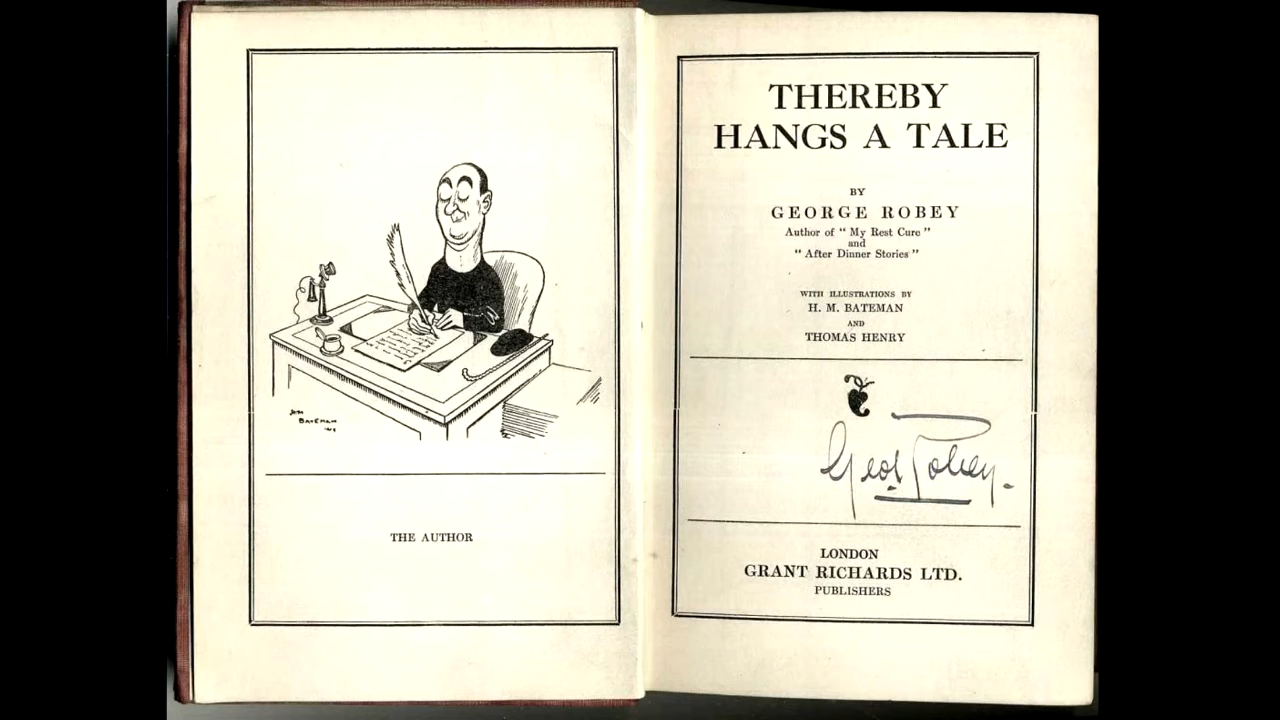 H M
BATEMAN
THE AUTHOR
THEREBY
HANGS A TALE
BY
GEORGE ROBEY
Author of “ My Rest Cure ”
and
“ After Dinner Stories ”
WITH ILLUSTRATIONS BY
H. M. BATEMAN
AND
THOMAS HENRY
Geo Robey.
LONDON
GRANT RICHARDS LTD.
PUBLISHERS